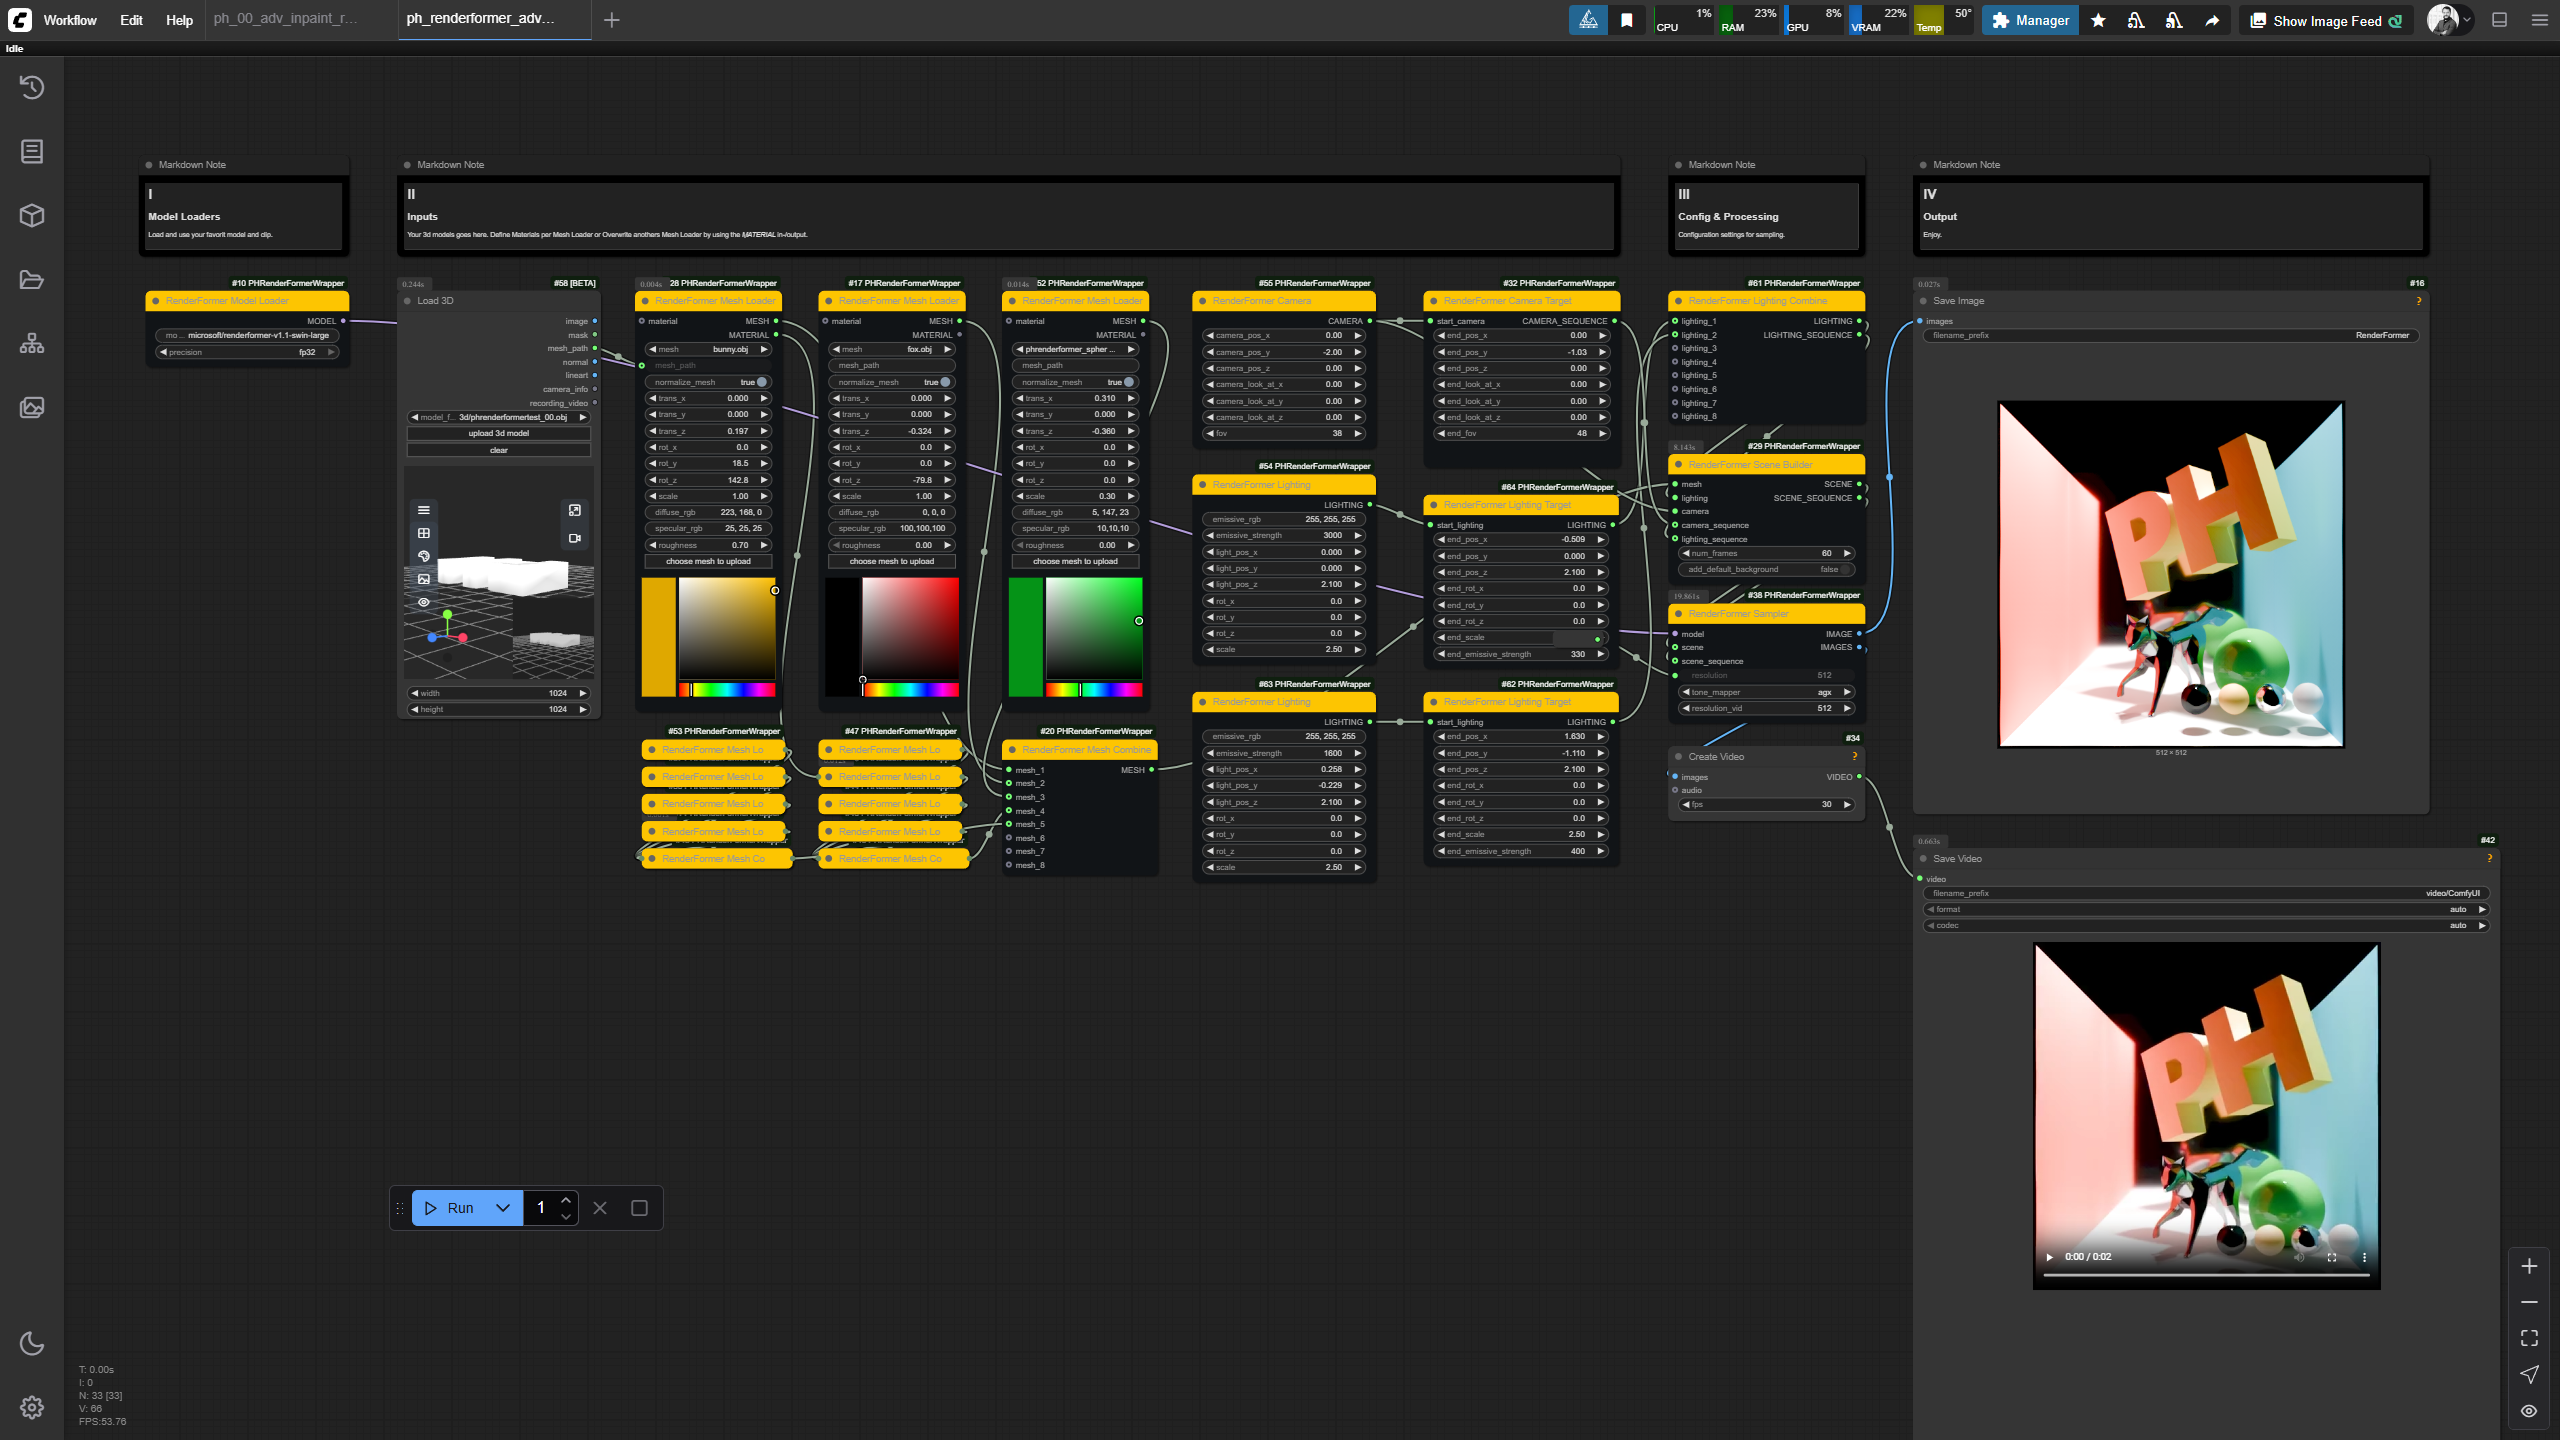 Workflow
Edit
Help
ph_00_adv_inpaint_r...
ph_renderformer_adv...
1%
CPU
23%
RAM
8%
GPU
22%
VRAM
50°
Temp
Manager
Show Image Feed
Idle
Markdown Note
I
Model Loaders
Load and use your favorit model and clip.
Markdown Note
II
Inputs
Your 3d models goes here. Define Materials per Mesh Loader or Overwrite anothers Mesh Loader by using the MATERIAL in-/output.
Markdown Note
III
Config & Processing
Configuration settings for sampling.
Markdown Note
IV
Output
Enjoy.
#10 PHRenderFormerWrapper
RenderFormer Model Loader
MODEL
mo... microsoft/renderformer-v1.1-swin-large
precision fp32
0.244s
#58 [BETA]
Load 3D
image
mask
mesh_path
normal
lineart
camera_info
recording_video
model_f... 3d/phrenderformertest_00.obj
upload 3d model
clear
width 1024
height 1024
0.004s
28 PHRenderFormerWrapper
RenderFormer Mesh Loader
material MESH
MATERIAL
mesh bunny.obj
mesh_path
normalize_mesh true
trans_x 0.000
trans_y 0.000
trans_z 0.197
rot_x 0.0
rot_y 18.5
rot_z 142.8
scale 1.00
diffuse_rgb 223, 168, 0
specular_rgb 25, 25, 25
roughness 0.70
choose mesh to upload
#17 PHRenderFormerWrapper
RenderFormer Mesh Loader
material MESH
MATERIAL
mesh fox.obj
mesh_path
normalize_mesh true
trans_x 0.000
trans_y 0.000
trans_z -0.324
rot_x 0.0
rot_y 0.0
rot_z -79.8
scale 1.00
diffuse_rgb 0, 0, 0
specular_rgb 100,100,100
roughness 0.00
choose mesh to upload
0.014s
52 PHRenderFormerWrapper
RenderFormer Mesh Loader
material MESH
MATERIAL
phrenderformer_spher ...
mesh_path
normalize_mesh true
trans_x 0.310
trans_y 0.000
trans_z -0.360
rot_x 0.0
rot_y 0.0
rot_z 0.0
scale 0.30
diffuse_rgb 5, 147, 23
specular_rgb 10,10,10
roughness 0.00
choose mesh to upload
#53 PHRenderFormerWrapper
RenderFormer Mesh Lo
RenderFormer Mesh Lo
RenderFormer Mesh Lo
RenderFormer Mesh Lo
RenderFormer Mesh Co
#47 PHRenderFormerWrapper
RenderFormer Mesh Lo
RenderFormer Mesh Lo
RenderFormer Mesh Lo
RenderFormer Mesh Lo
RenderFormer Mesh Co
#20 PHRenderFormerWrapper
RenderFormer Mesh Combine
mesh_1 MESH
mesh_2
mesh_3
mesh_4
mesh_5
mesh_6
mesh_7
mesh_8
#55 PHRenderFormerWrapper
RenderFormer Camera
CAMERA
camera_pos_x 0.00
camera_pos_y -2.00
camera_pos_z 0.00
camera_look_at_x 0.00
camera_look_at_y 0.00
camera_look_at_z 0.00
fov 38
#54 PHRenderFormerWrapper
RenderFormer Lighting
LIGHTING
emissive_rgb 255, 255, 255
emissive_strength 3000
light_pos_x 0.000
light_pos_y 0.000
light_pos_z 2.100
rot_x 0.0
rot_y 0.0
rot_z 0.0
scale 2.50
#63 PHRenderFormerWrapper
RenderFormer Lighting
LIGHTING
emissive_rgb 255, 255, 255
emissive_strength 1600
light_pos_x 0.258
light_pos_y -0.229
light_pos_z 2.100
rot_x 0.0
rot_y 0.0
rot_z 0.0
scale 2.50
#32 PHRenderFormerWrapper
RenderFormer Camera Target
start_camera CAMERA_SEQUENCE
end_pos_x 0.00
end_pos_y -1.03
end_pos_z 0.00
end_look_at_x 0.00
end_look_at_y 0.00
end_look_at_z 0.00
end_fov 48
#64 PHRenderFormerWrapper
RenderFormer Lighting Target
start_lighting LIGHTING
end_pos_x -0.509
end_pos_y 0.000
end_pos_z 2.100
end_rot_x 0.0
end_rot_y 0.0
end_rot_z 0.0
end_scale
end_emissive_strength 330
#62 PHRenderFormerWrapper
RenderFormer Lighting Target
start_lighting LIGHTING
end_pos_x 1.630
end_pos_y -1.110
end_pos_z 2.100
end_rot_x 0.0
end_rot_y 0.0
end_rot_z 0.0
end_scale 2.50
end_emissive_strength 400
#61 PHRenderFormerWrapper
RenderFormer Lighting Combine
lighting_1 LIGHTING
lighting_2 LIGHTING_SEQUENCE
lighting_3
lighting_4
lighting_5
lighting_6
lighting_7
lighting_8
8.143s
#29 PHRenderFormerWrapper
RenderFormer Scene Builder
mesh SCENE
lighting SCENE_SEQUENCE
camera
camera_sequence
lighting_sequence
num_frames 60
add_default_background false
19.861s
#38 PHRenderFormerWrapper
RenderFormer Sampler
model IMAGE
scene IMAGES
scene_sequence
resolution 512
tone_mapper agx
resolution_vid 512
#34
Create Video ?
images VIDEO
audio
fps 30
0.027s
#16
Save Image ?
images
filename_prefix RenderFormer
PH
512 × 512
0.663s
#42
Save Video ?
video
filename_prefix video/ComfyUI
format auto
codec auto
PH
0:00 / 0:02
Run 1
T: 0.00s
I: 0
N: 33 [33]
V: 66
FPS:53.76